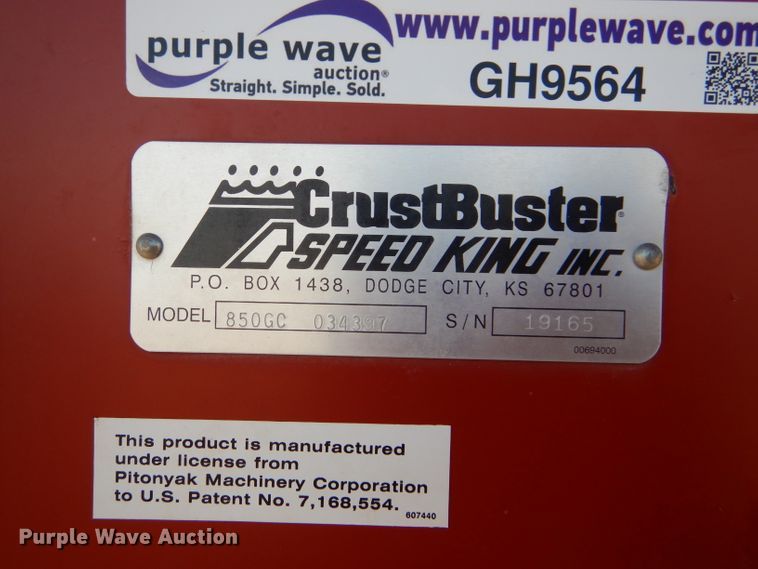 purple wave
auction®
Straight. Simple. Sold.
www.purplewave.com
GH9564
CrustBuster®
SPEED KING INC.
P.O. BOX 1438, DODGE CITY, KS 67801
MODEL 850GC 034397 S/N 19165
00694000
This product is manufactured
under license from
Pitonyak Machinery Corporation
to U.S. Patent No. 7,168,554.
607440
Purple Wave Auction